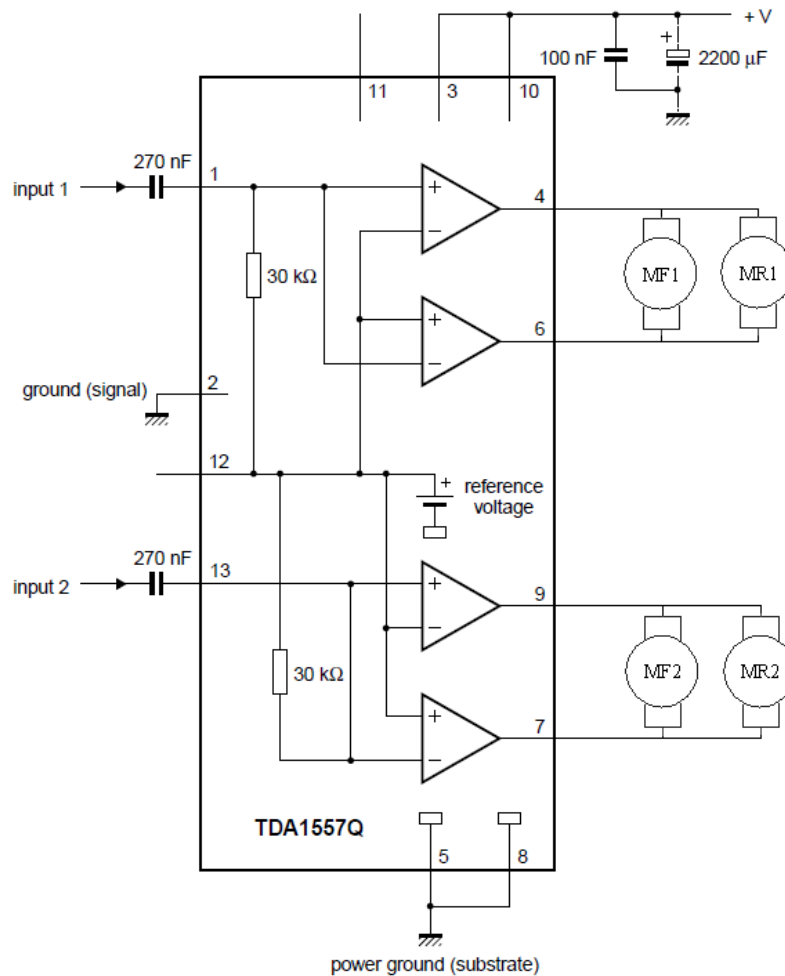 + V
+
100 nF
2200 µF
11
3
10
270 nF
1
input 1
+
−
4
30 kΩ
MF1
MR1
+
−
6
2
ground (signal)
12
+
reference
voltage
270 nF
13
input 2
+
−
9
30 kΩ
MF2
MR2
+
−
7
TDA1557Q
5
8
power ground (substrate)